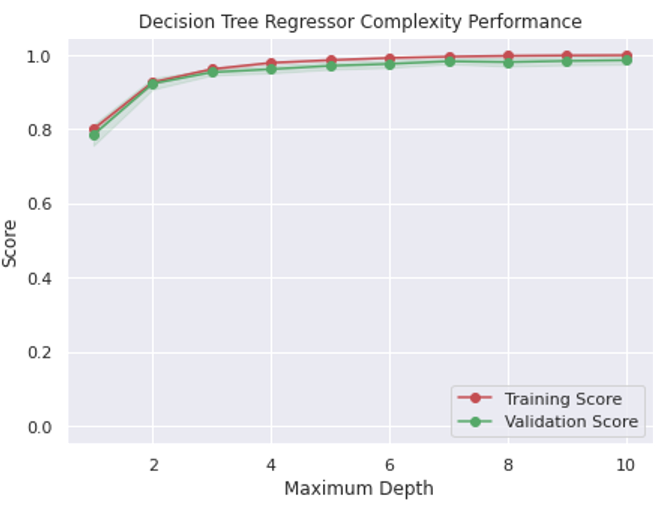 Decision Tree Regressor Complexity Performance
1.0
0.8
0.6
0.4
0.2
0.0
Score
Training Score
Validation Score
2 4 6 8 10
Maximum Depth